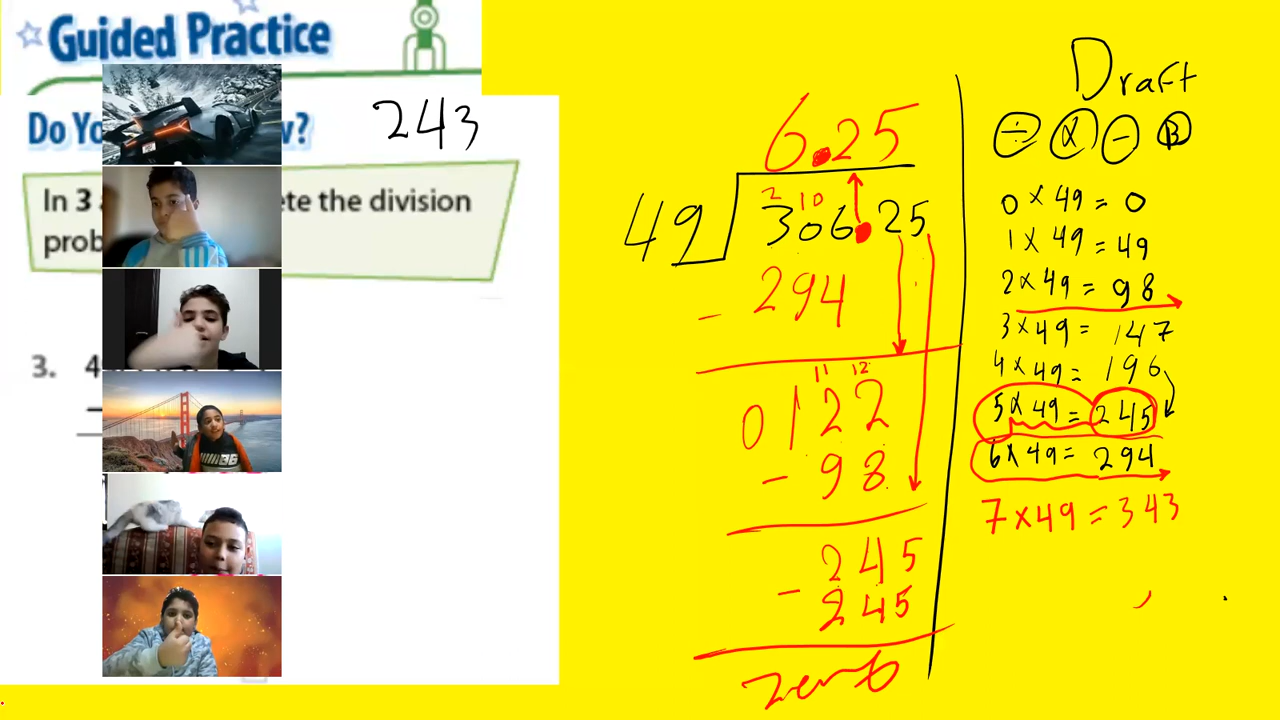 Guided Practice
Do Yo w?
243
In 3 ete the division
prob
3. 4
6.25
49 306.25
2 10
- 294
11 12
0122
- 98
- 245
245
zero
Draft
÷ × - B
0 × 49 = 0
1 × 49 = 49
2 × 49 = 98
3 × 49 = 147
4 × 49 = 196
5 × 49 = 245
6 × 49 = 294
7 × 49 = 343